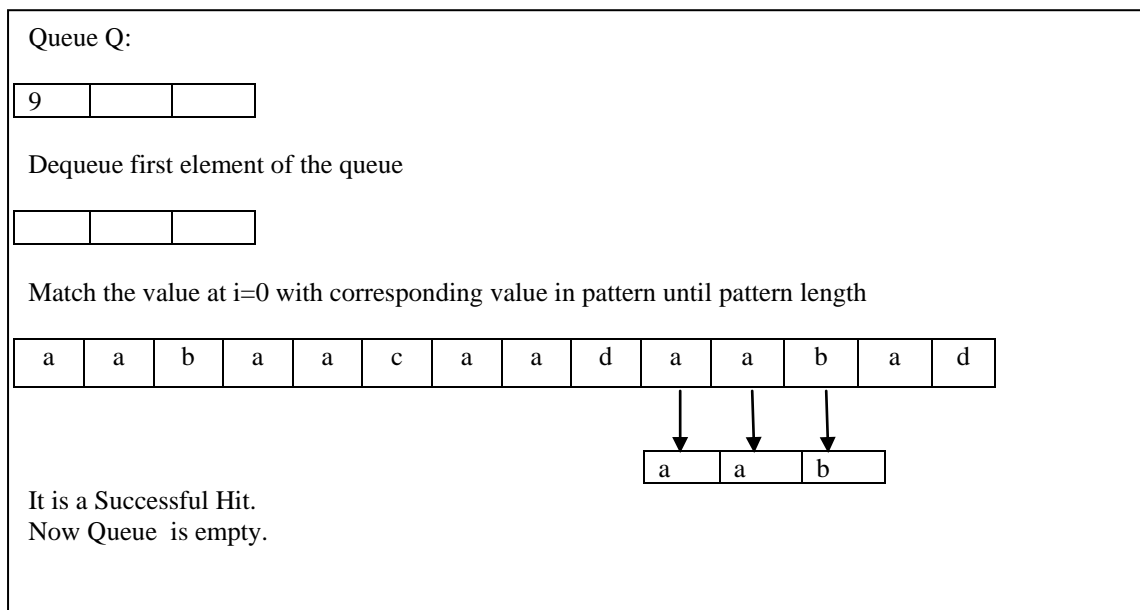 Queue Q:
9
Dequeue first element of the queue
Match the value at i=0 with corresponding value in pattern until pattern length
a a b a a c a a d a a b a d
a a b
It is a Successful Hit.
Now Queue is empty.